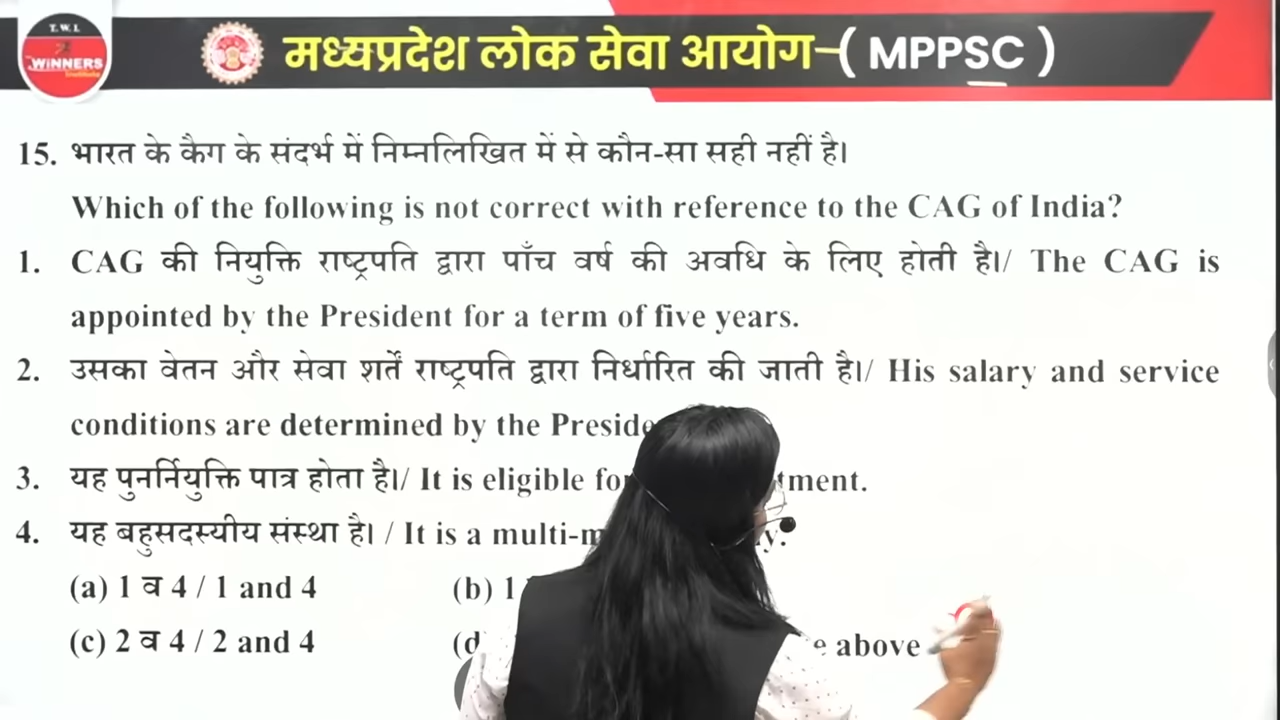 T.W.I.
WINNERS
Institute
मध्यप्रदेश लोक सेवा आयोग–( MPPSC )
15. भारत के कैग के संदर्भ में निम्नलिखित में से कौन-सा सही नहीं है।
Which of the following is not correct with reference to the CAG of India?
1. CAG की नियुक्ति राष्ट्रपति द्वारा पाँच वर्ष की अवधि के लिए होती है।/ The CAG is
appointed by the President for a term of five years.
2. उसका वेतन और सेवा शर्तें राष्ट्रपति द्वारा निर्धारित की जाती है।/ His salary and service
conditions are determined by the
3. यह पुनर्नियुक्ति पात्र होता है।/ It is eligible
4. यह बहुसदस्यीय संस्था है। / It is a
(a) 1 व 4 / 1 and 4 (b) 1
(c) 2 व 4 / 2 and 4 above